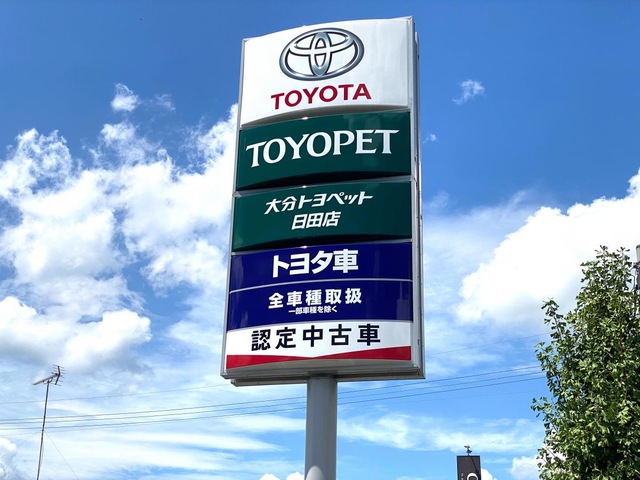 TOYOTA
TOYOPET
大分トヨペット
日田店
トヨタ車
全車種取扱
一部車種を除く
認定中古車